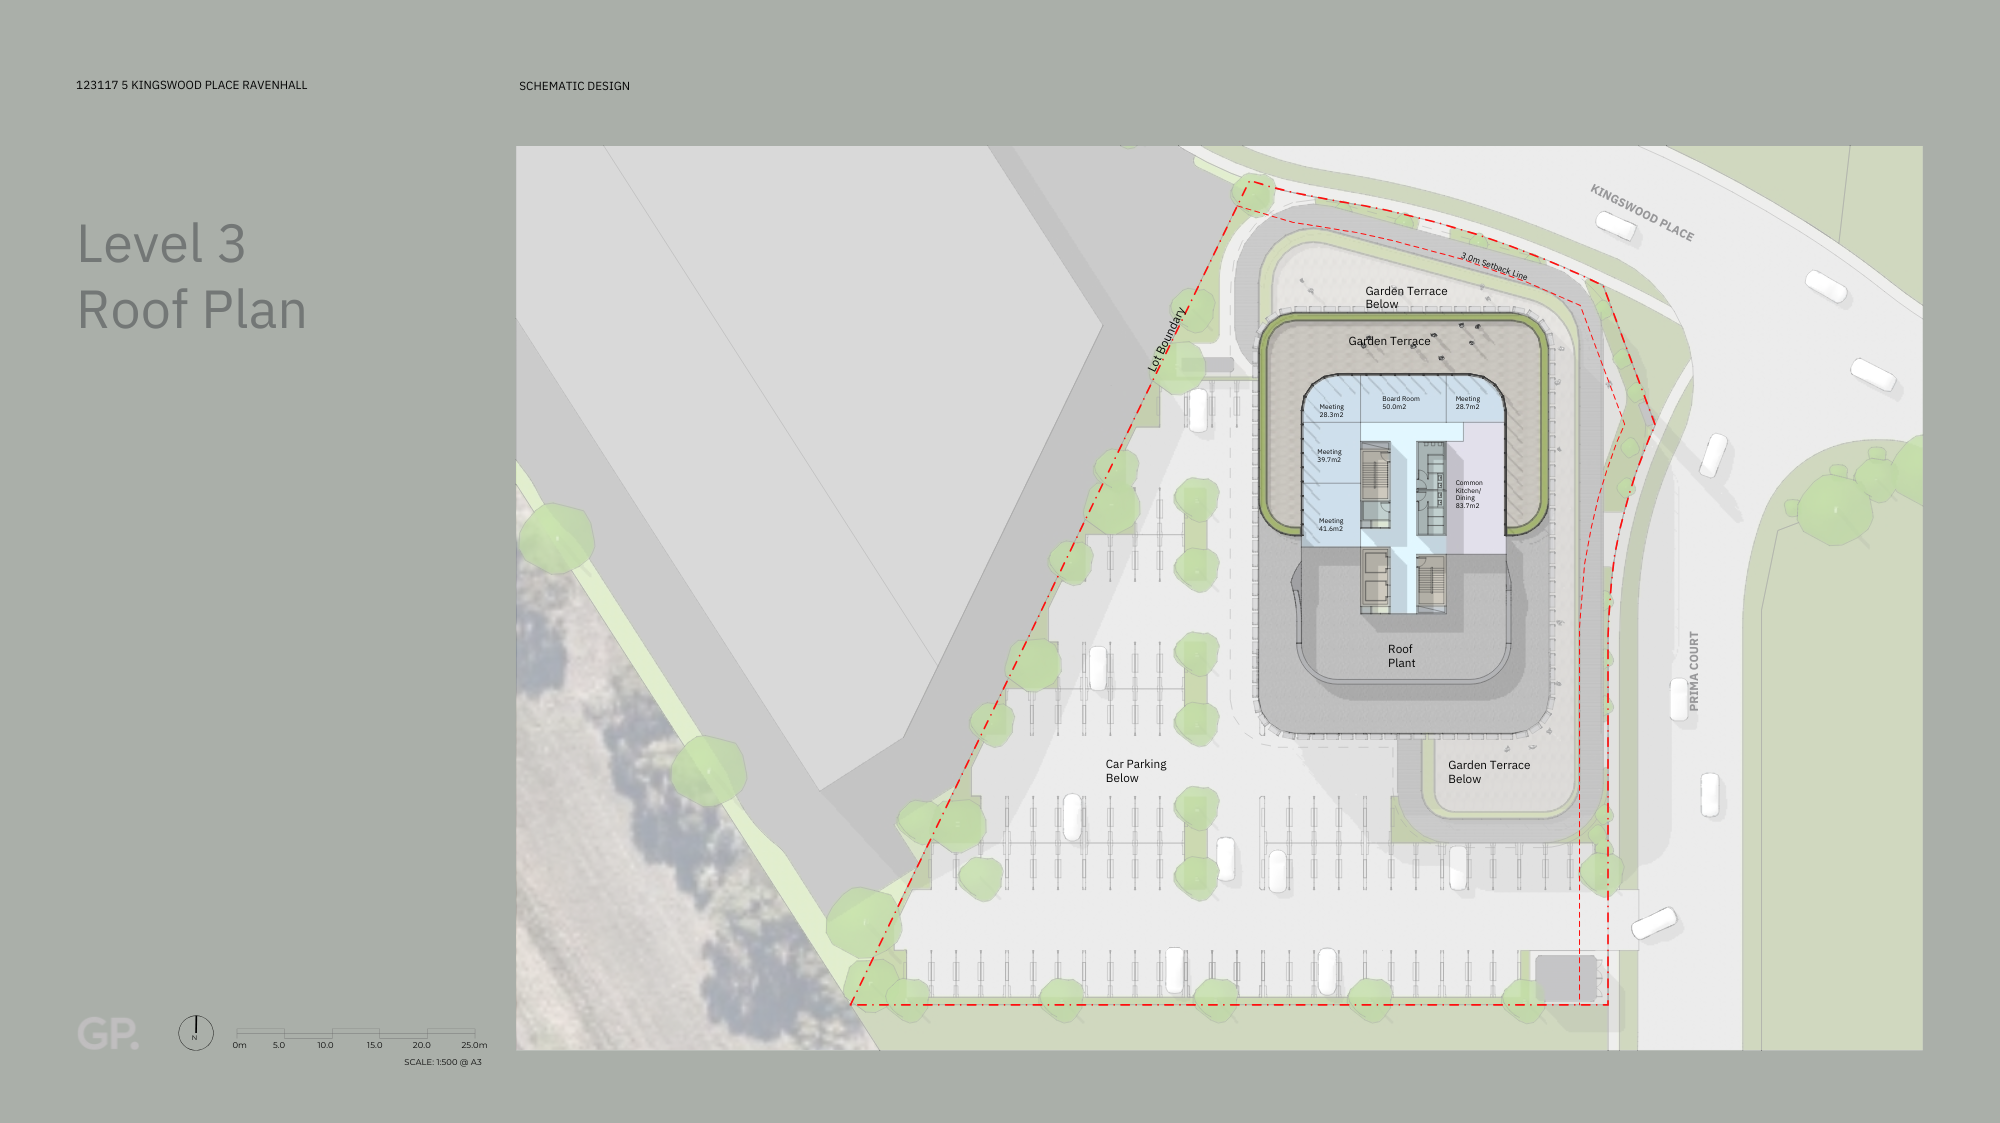 123117 5 KINGSWOOD PLACE RAVENHALL
SCHEMATIC DESIGN
Level 3
Roof Plan
KINGSWOOD PLACE
3.0m Setback Line
Garden Terrace
Below
Lot Boundary
Garden Terrace
Meeting
28.3m2
Board Room
50.0m2
Meeting
28.7m2
Meeting
39.7m2
Common
Kitchen/
Dining
83.7m2
Meeting
41.6m2
Roof
Plant
PRIMA COURT
Car Parking
Below
Garden Terrace
Below
GP.
N
0m 5.0 10.0 15.0 20.0 25.0m
SCALE: 1:500 @ A3